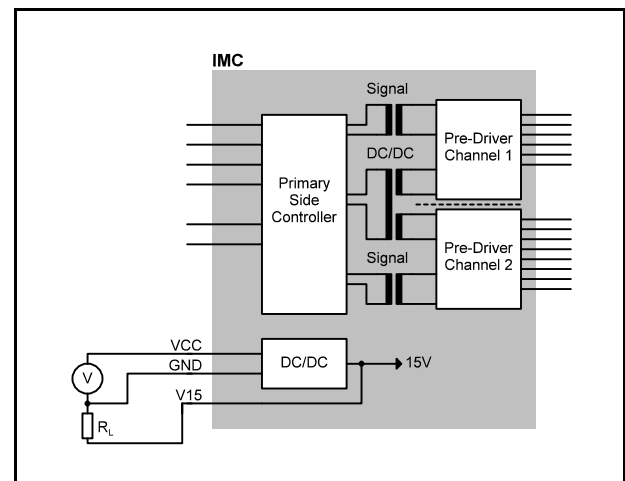 IMC
Signal
Pre-Driver
Channel 1
DC/DC
Primary
Side
Controller
Pre-Driver
Channel 2
Signal
VCC
DC/DC
15V
GND
V
V15
RL